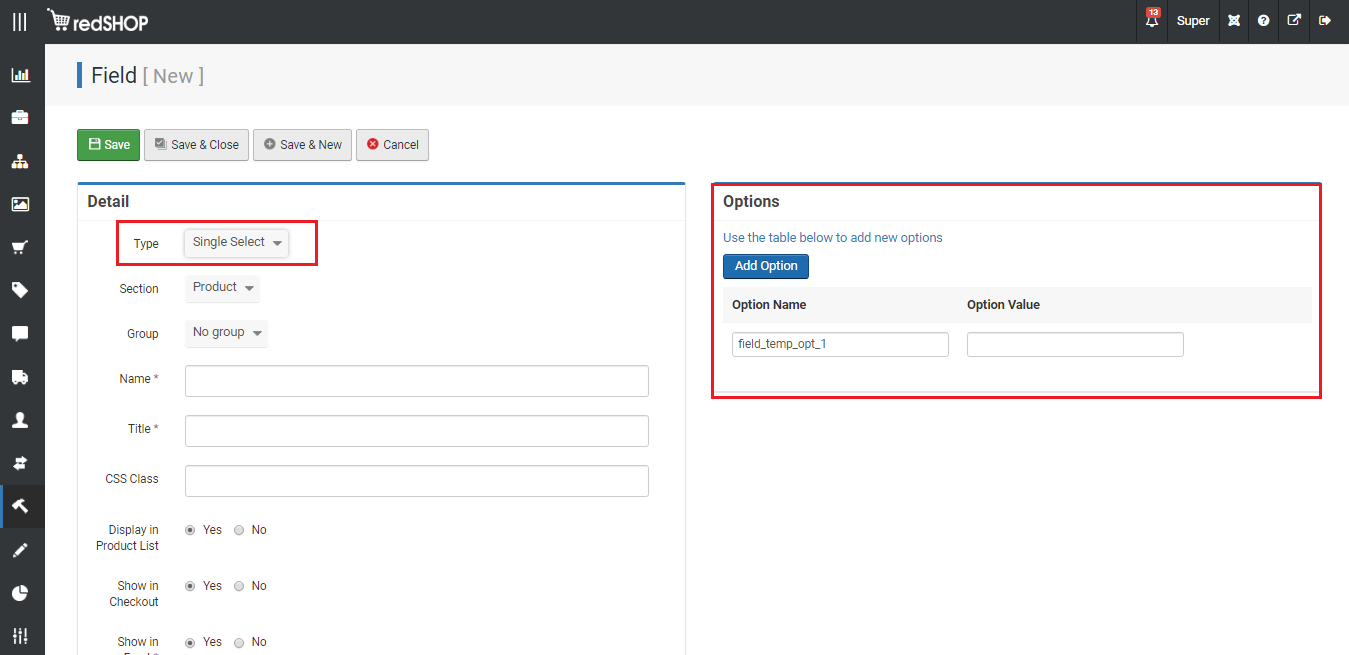 redSHOP
13
Super
Field [ New ]
Save
Save & Close
Save & New
Cancel
Detail
Type
Single Select
Section
Product
Group
No group
Name *
Title *
CSS Class
Display in
Product List
Yes
No
Show in
Checkout
Yes
No
Show in
Yes
No
Options
Use the table below to add new options
Add Option
Option Name
Option Value
field_temp_opt_1